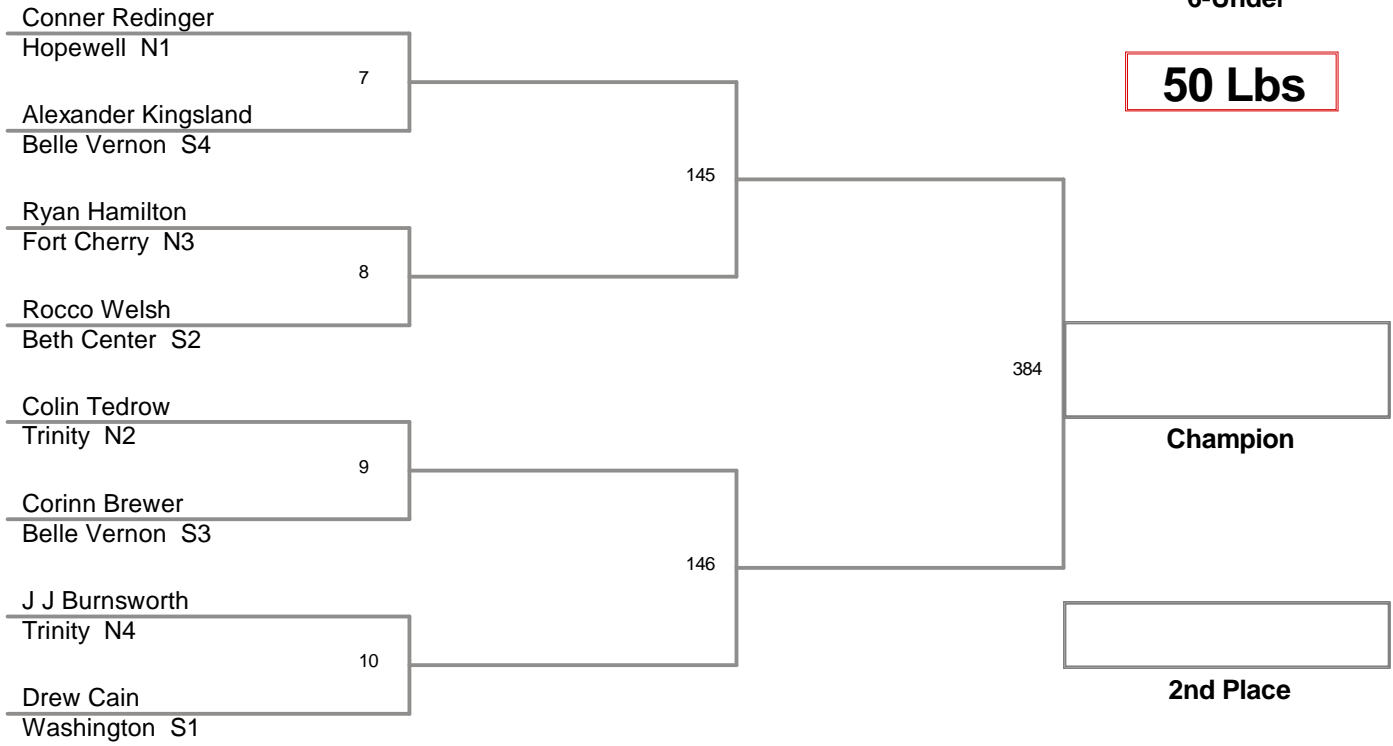 6-Under
50 Lbs
Conner Redinger
Hopewell N1
7
Alexander Kingsland
Belle Vernon S4
145
Ryan Hamilton
Fort Cherry N3
8
Rocco Welsh
Beth Center S2
384
Champion
Colin Tedrow
Trinity N2
9
Corinn Brewer
Belle Vernon S3
146
J J Burnsworth
Trinity N4
10
Drew Cain
Washington S1
2nd Place